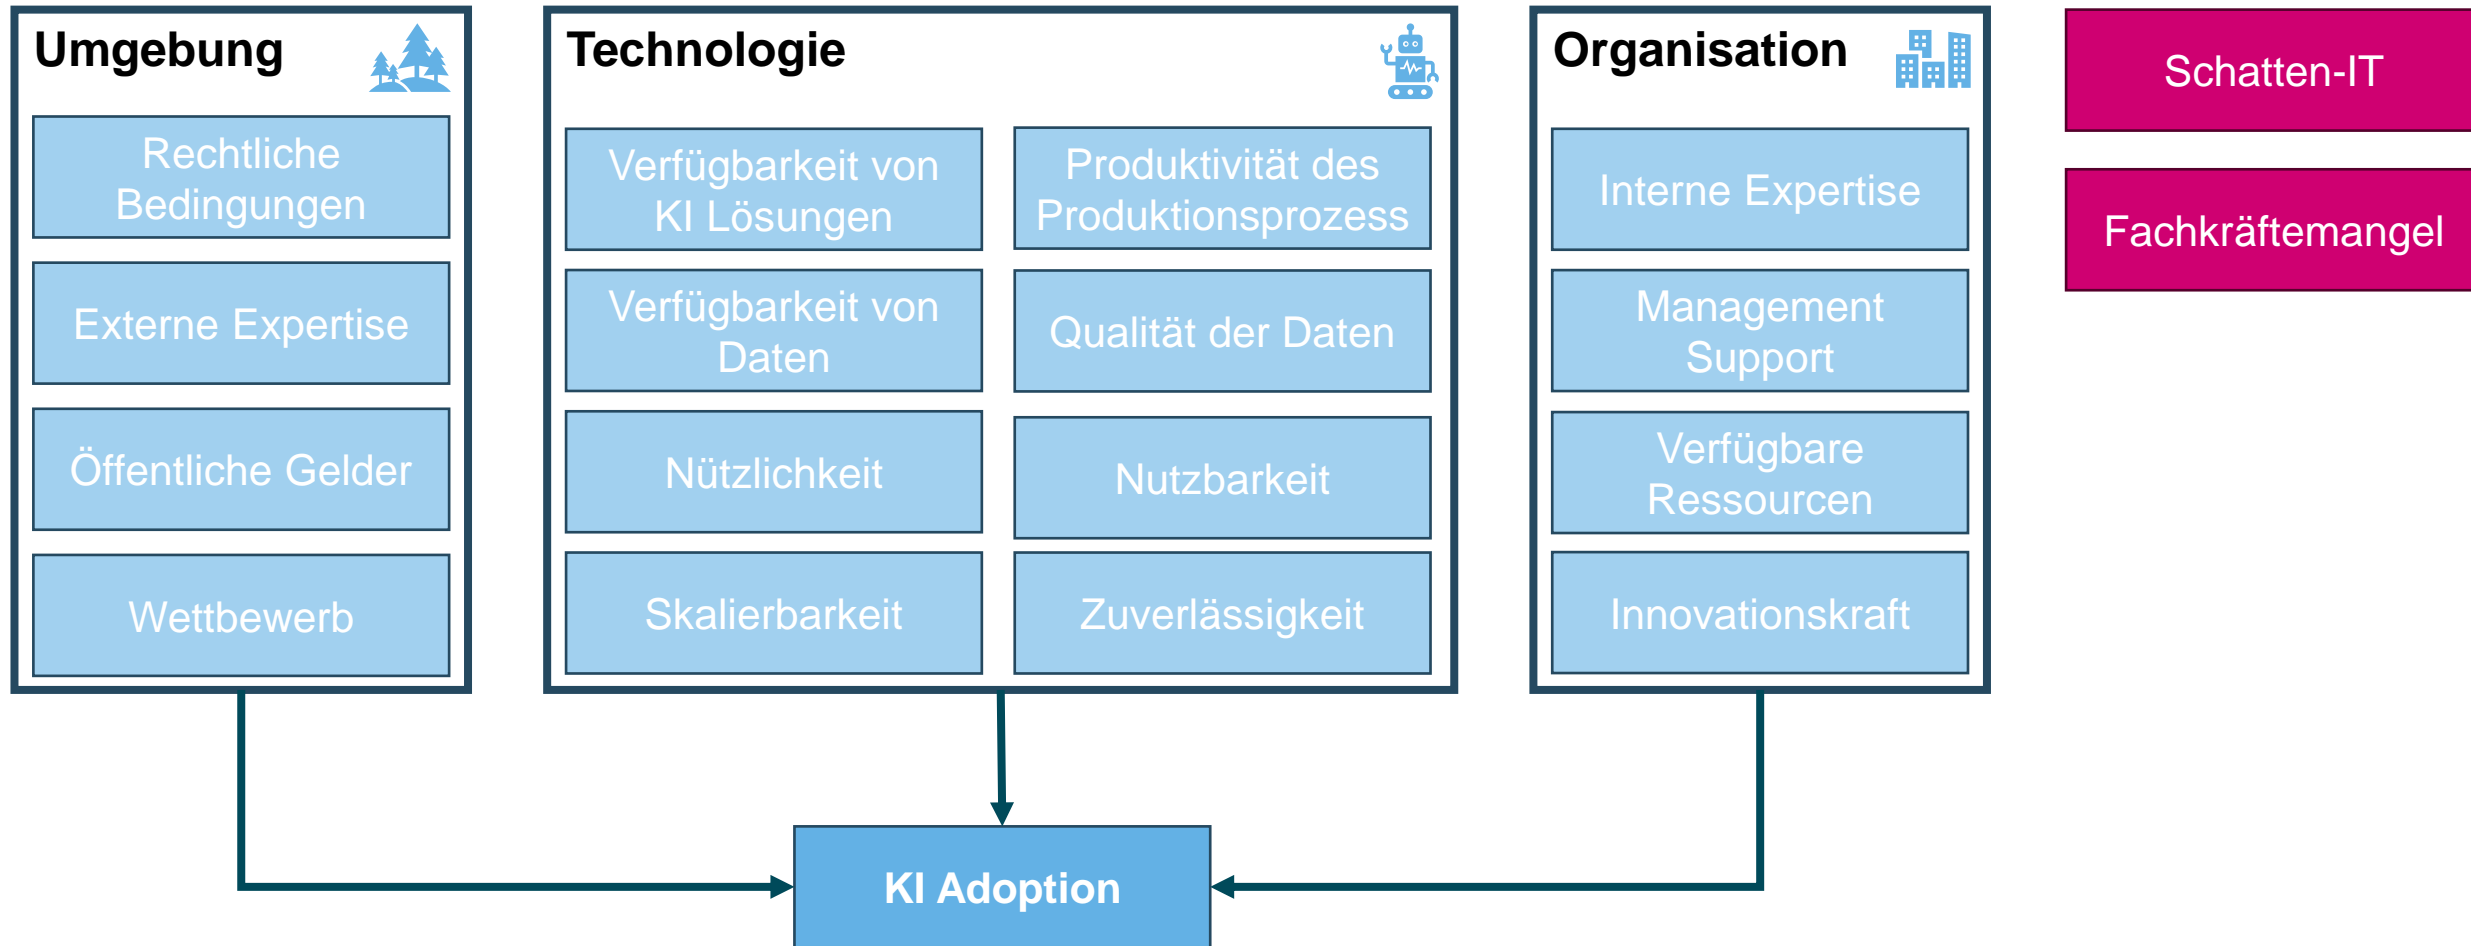 Umgebung
Rechtliche
Bedingungen
Externe Expertise
Öffentliche Gelder
Wettbewerb
Technologie
Verfügbarkeit von
KI Lösungen
Produktivität des
Produktionsprozess
Verfügbarkeit von
Daten
Qualität der Daten
Nützlichkeit
Nutzbarkeit
Skalierbarkeit
Zuverlässigkeit
Organisation
Interne Expertise
Management
Support
Verfügbare
Ressourcen
Innovationskraft
Schatten-IT
Fachkräftemangel
KI Adoption